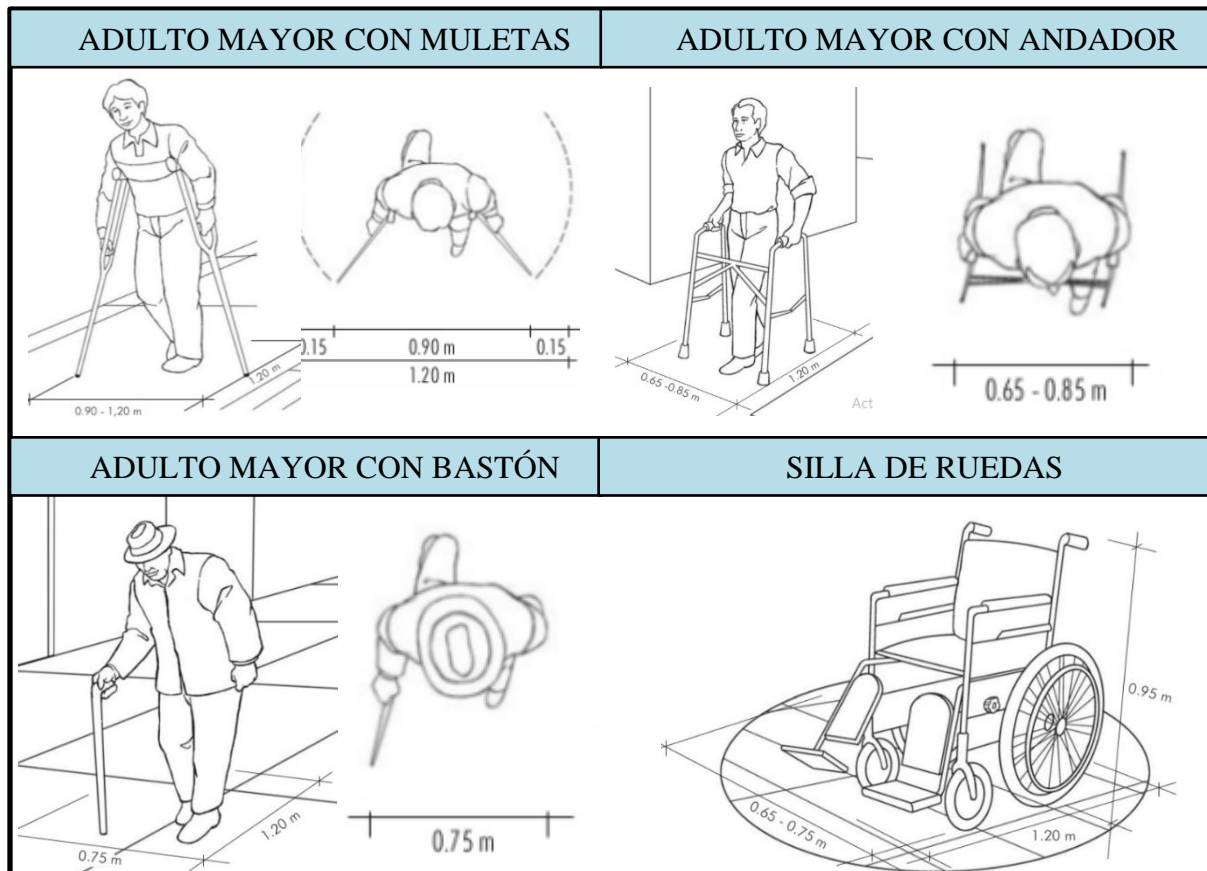 ADULTO MAYOR CON MULETAS
ADULTO MAYOR CON ANDADOR
0.90 - 1,20 m
1.20 m
0.15
0.90 m
0.15
1.20 m
0.65 -0.85 m
1.20 m
Act
0.65 - 0.85 m
ADULTO MAYOR CON BASTÓN
SILLA DE RUEDAS
0.75 m
1.20 m
0.75 m
0.65 - 0.75 m
1.20 m
0.95 m